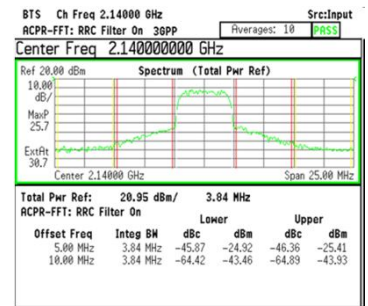 BTS Ch Freq 2.14000 GHz Src:Input
ACPR-FFT: RRC Filter On 3GPP Averages: 10 PASS
Center Freq 2.140000000 GHz
Ref 20.00 dBm Spectrum (Total Pwr Ref)
10.00
dB/
MaxP
25.7
ExtAt
30.7
Center 2.14000 GHz Span 25.00 MHz
Total Pwr Ref: 20.95 dBm/ 3.84 MHz
ACPR-FFT: RRC Filter On Lower Upper
Offset Freq Integ BW dBc dBm dBc dBm
5.00 MHz 3.84 MHz -45.87 -24.92 -46.36 -25.41
10.00 MHz 3.84 MHz -64.42 -43.46 -64.89 -43.93